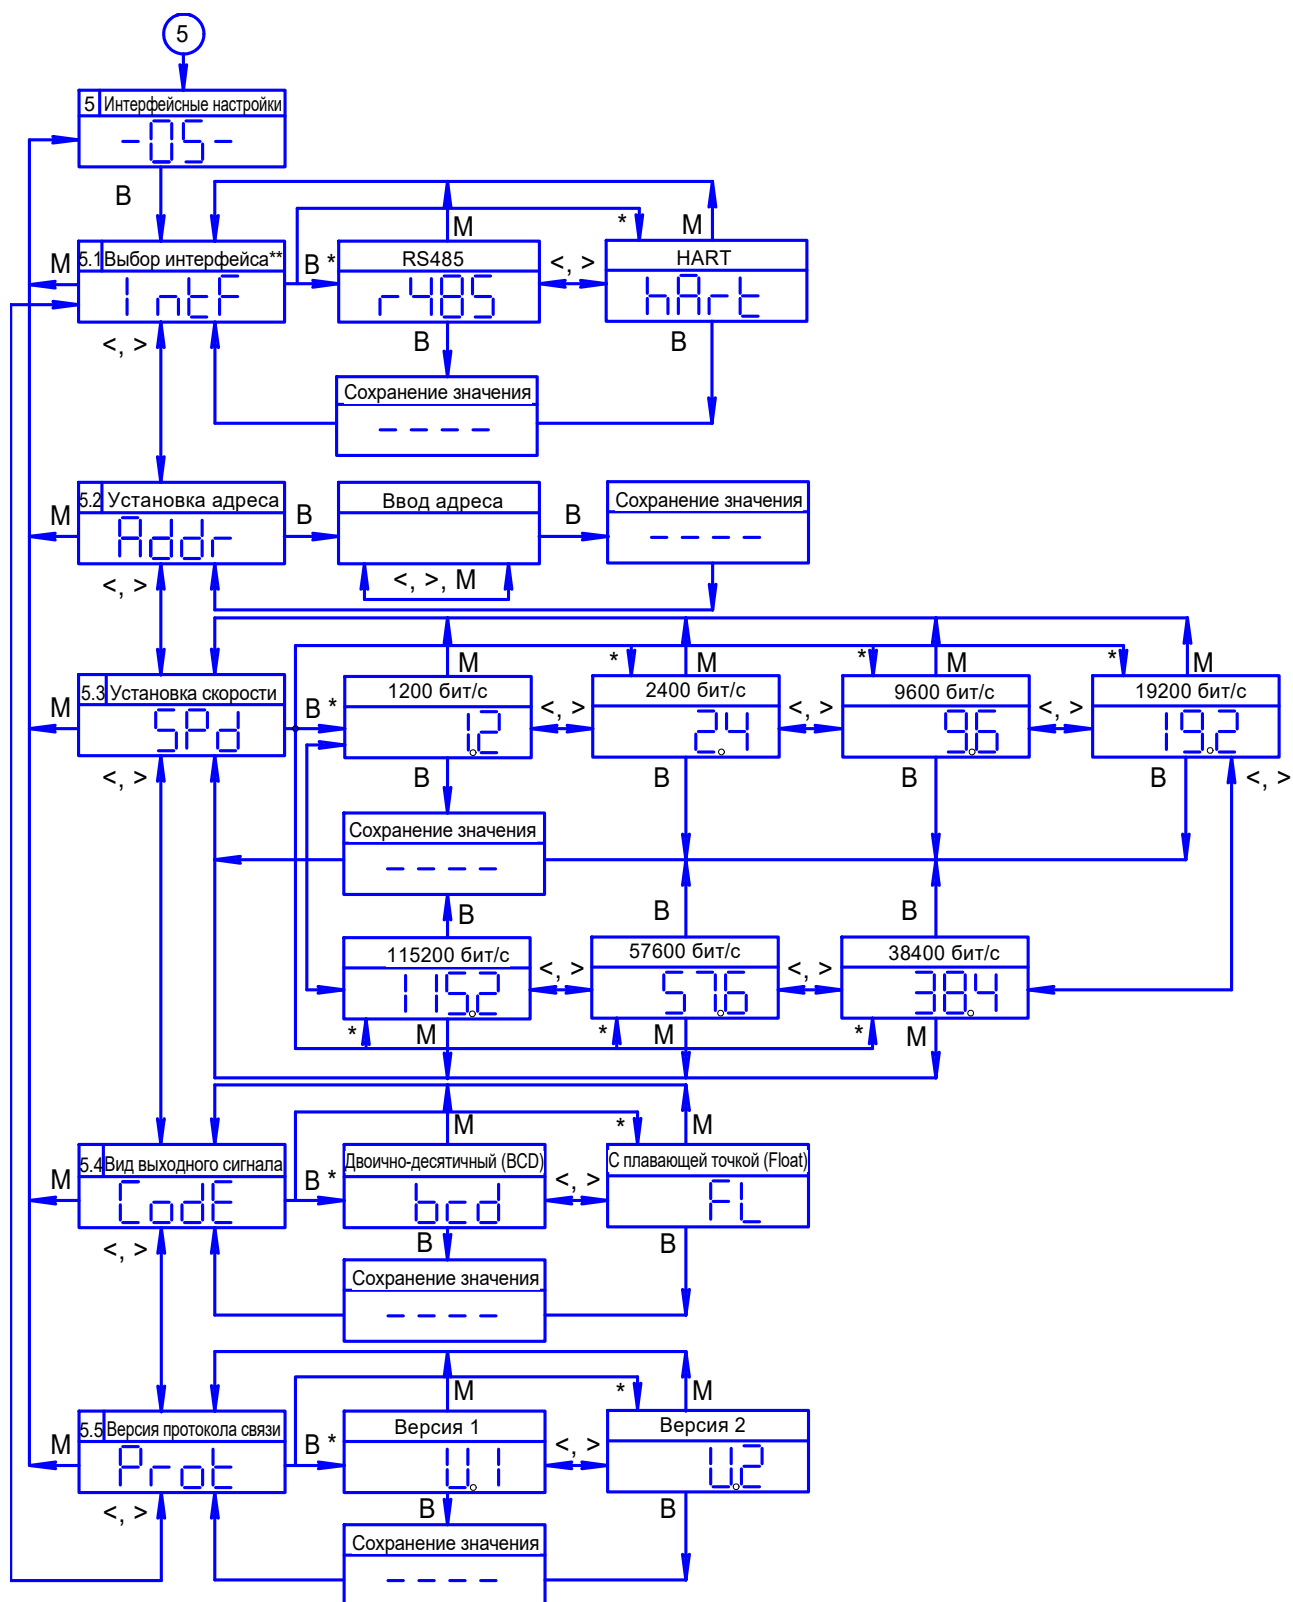 5
5 Интерфейсные настройки
-05-
В
М * М
5.1 Выбор интерфейса** В * RS485 <, > HART
М IntF r485 hArt
<, > В В
Сохранение значения
- - - -
5.2 Установка адреса Ввод адреса Сохранение значения
М Addr В В - - - -
<, > <, >, М
М * М * М * М
5.3 Установка скорости 1200 бит/с 2400 бит/с 9600 бит/с 19200 бит/с
М SPd В * 1.2 <, > 2.4 <, > 9.6 <, > 19.2
<, > В В В В <, >
Сохранение значения
- - - -
В В В
115200 бит/с 57600 бит/с 38400 бит/с
115.2 <, > 57.6 <, > 38.4
* М * М * М
М * М
5.4 Вид выходного сигнала Двоично-десятичный (BCD) С плавающей точкой (Float)
М CodE В * bcd <, > FL
<, > В В
Сохранение значения
- - - -
М * М
5.5 Версия протокола связи Версия 1 Версия 2
М Prot В * U.1 <, > U.2
<, > В В
Сохранение значения
- - - -